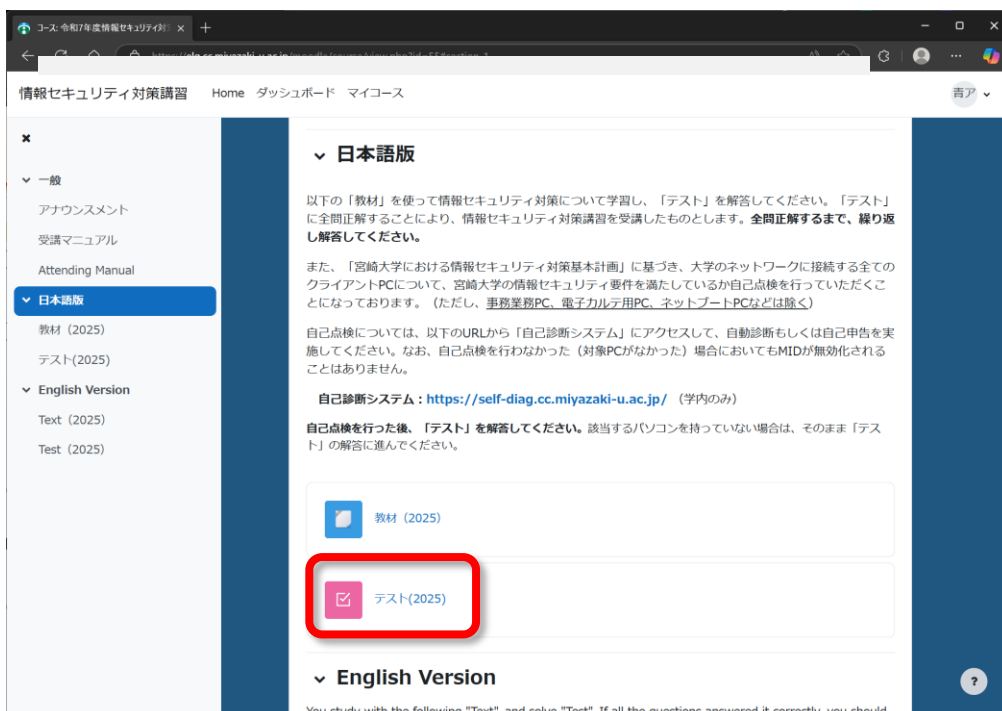 コース: 令和7年度情報セキュリティ対
情報セキュリティ対策講習 Home ダッシュボード マイコース
青ア
一般
アナウンスメント
受講マニュアル
Attending Manual
日本語版
教材（2025）
テスト(2025)
English Version
Text（2025）
Test（2025）
日本語版
以下の「教材」を使って情報セキュリティ対策について学習し、「テスト」を解答してください。「テスト」
に全問正解することにより、情報セキュリティ対策講習を受講したものとします。全問正解するまで、繰り返
し解答してください。
また、「宮崎大学における情報セキュリティ対策基本計画」に基づき、大学のネットワークに接続する全ての
クライアントPCについて、宮崎大学の情報セキュリティ要件を満たしているか自己点検を行っていただくこ
とになっております。（ただし、事務業務PC、電子カルテ用PC、ネットブートPCなどは除く）
自己点検については、以下のURLから「自己診断システム」にアクセスして、自動診断もしくは自己申告を実
施してください。なお、自己点検を行わなかった（対象PCがなかった）場合においてもMIDが無効化される
ことはありません。
自己診断システム：https://self-diag.cc.miyazaki-u.ac.jp/ （学内のみ）
自己点検を行った後、「テスト」を解答してください。該当するパソコンを持っていない場合は、そのまま「テス
ト」の解答に進んでください。
教材（2025）
テスト(2025)
English Version
You study with the following "Text", and solve "Test". If all the questions answered it correctly, you should
?